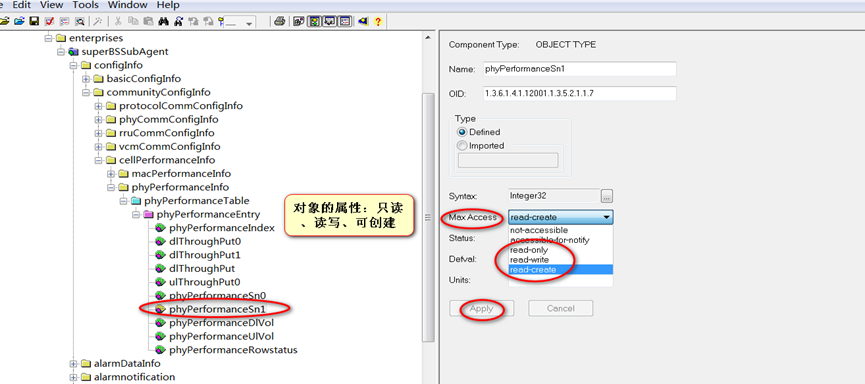 Edit View Tools Window Help
enterprises
superBSSubAgent
configInfo
basicConfigInfo
communityConfigInfo
protocolCommConfigInfo
phyCommConfigInfo
rruCommConfigInfo
vcmCommConfigInfo
cellPerformanceInfo
macPerformanceInfo
phyPerformanceInfo
phyPerformanceTable
phyPerformanceEntry
phyPerformanceIndex
dlThroughPut0
dlThroughPut1
dlThroughPut
ulThroughPut0
phyPerformanceSn0
phyPerformanceSn1
phyPerformanceDlVol
phyPerformanceUlVol
phyPerformanceRowstatus
alarmDataInfo
alarmnotification
对象的属性：只读
、读写、可创建
Component Type: OBJECT TYPE
Name: phyPerformanceSn1
OID: 1.3.6.1.4.1.12001.1.3.5.2.1.1.7
Type
Defined
Imported
Syntax: Integer32 ...
Max Access read-create
not-accessible
Status: accessible-for-notify
read-only
Defval: read-write
read-create
Units:
Apply Cancel